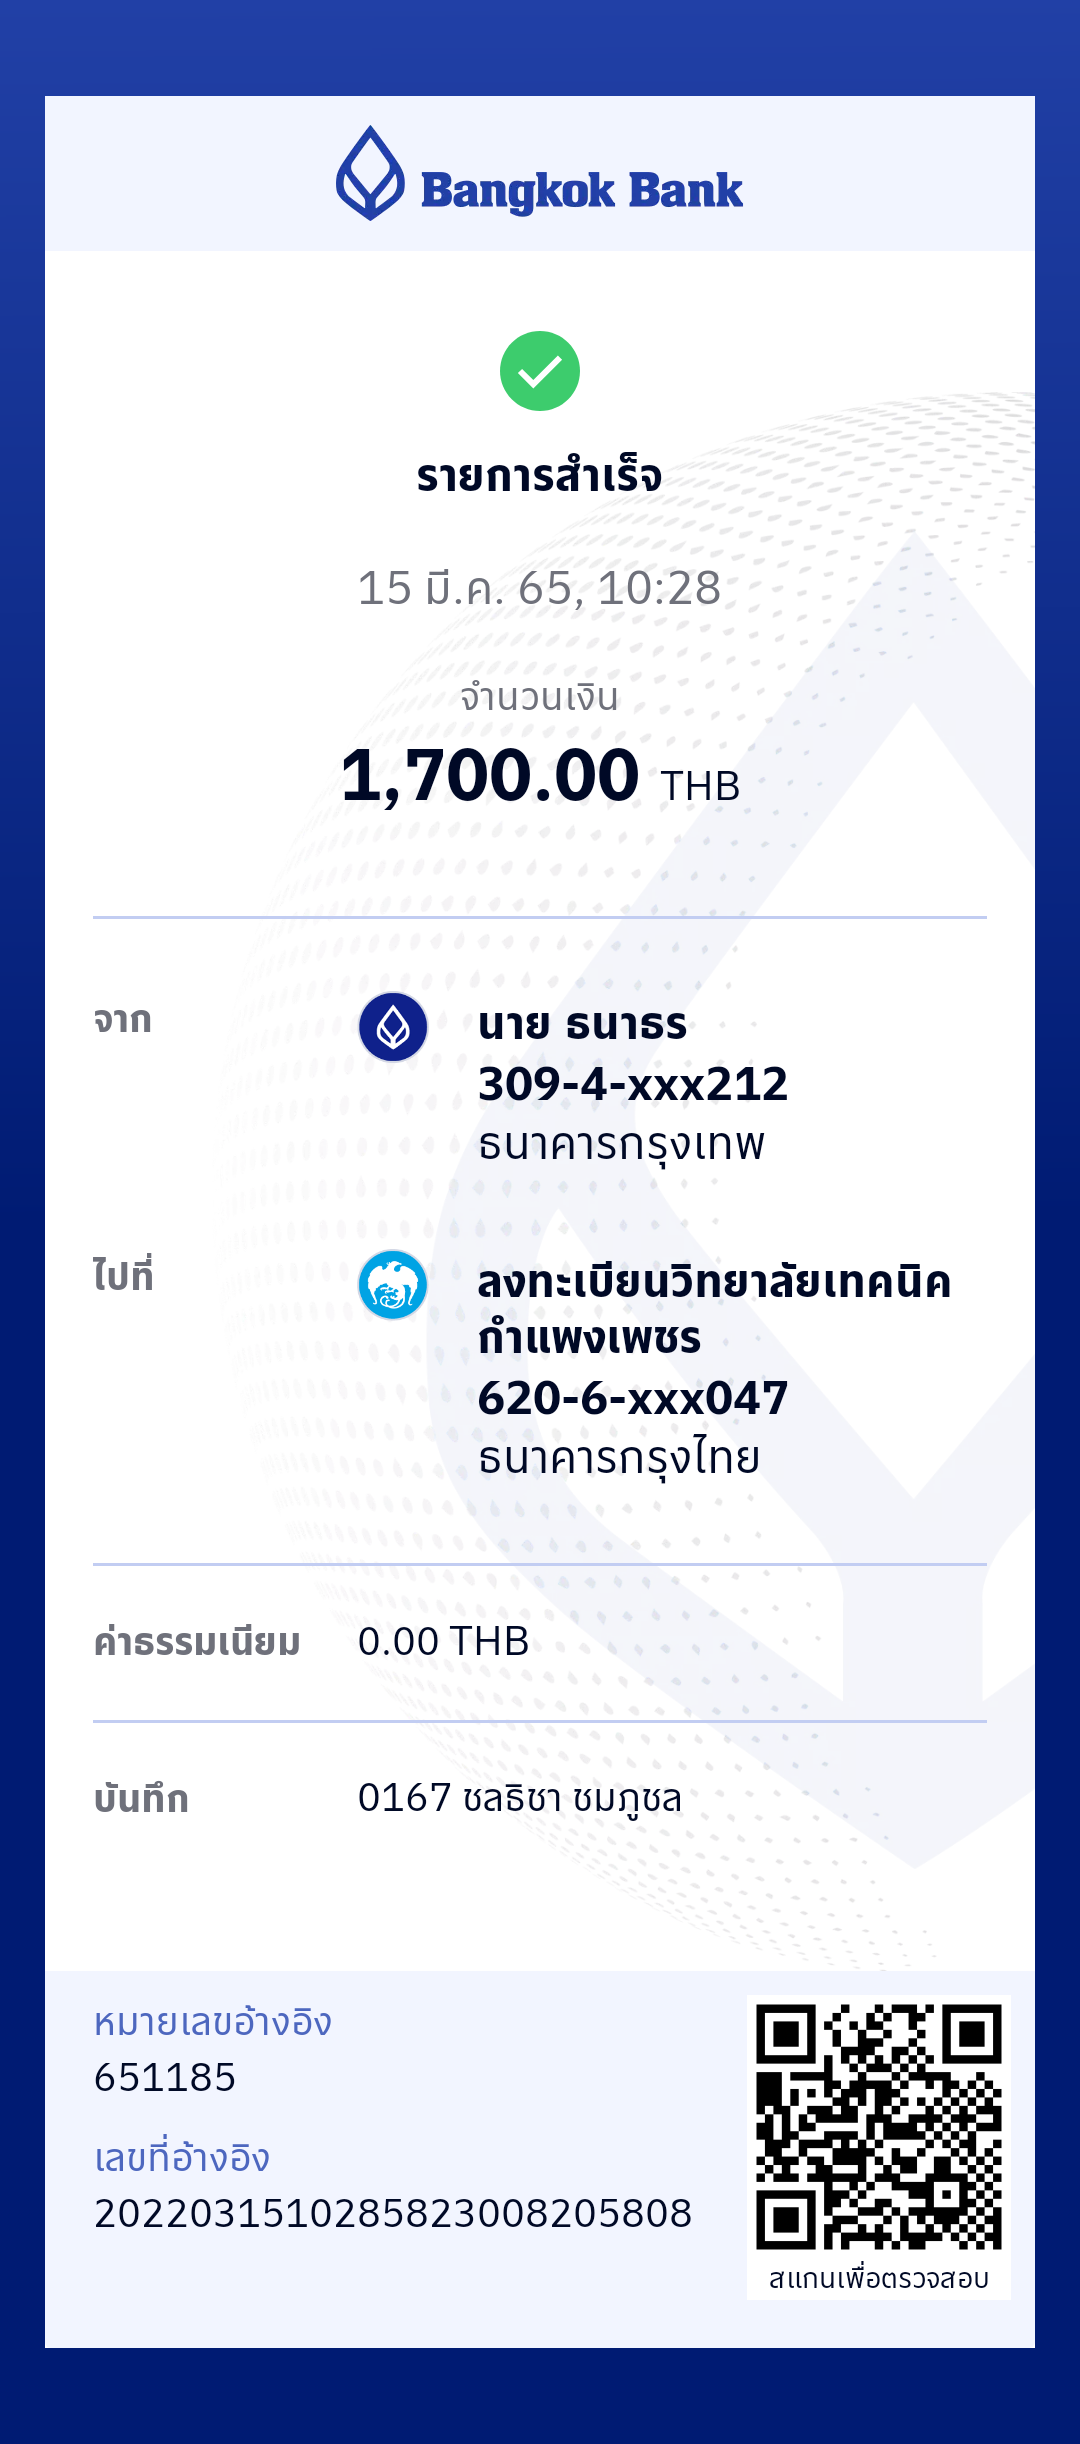 Bangkok Bank
รายการสำเร็จ
15 มี.ค. 65, 10:28
จำนวนเงิน
1,700.00 THB
จาก
นาย ธนาธร
309-4-xxx212
ธนาคารกรุงเทพ
ไปที่
ลงทะเบียนวิทยาลัยเทคนิค
กำแพงเพชร
620-6-xxx047
ธนาคารกรุงไทย
ค่าธรรมเนียม 0.00 THB
บันทึก 0167 ชลธิชา ชมภูชล
หมายเลขอ้างอิง
651185
เลขที่อ้างอิง
2022031510285823008205808
สแกนเพื่อตรวจสอบ